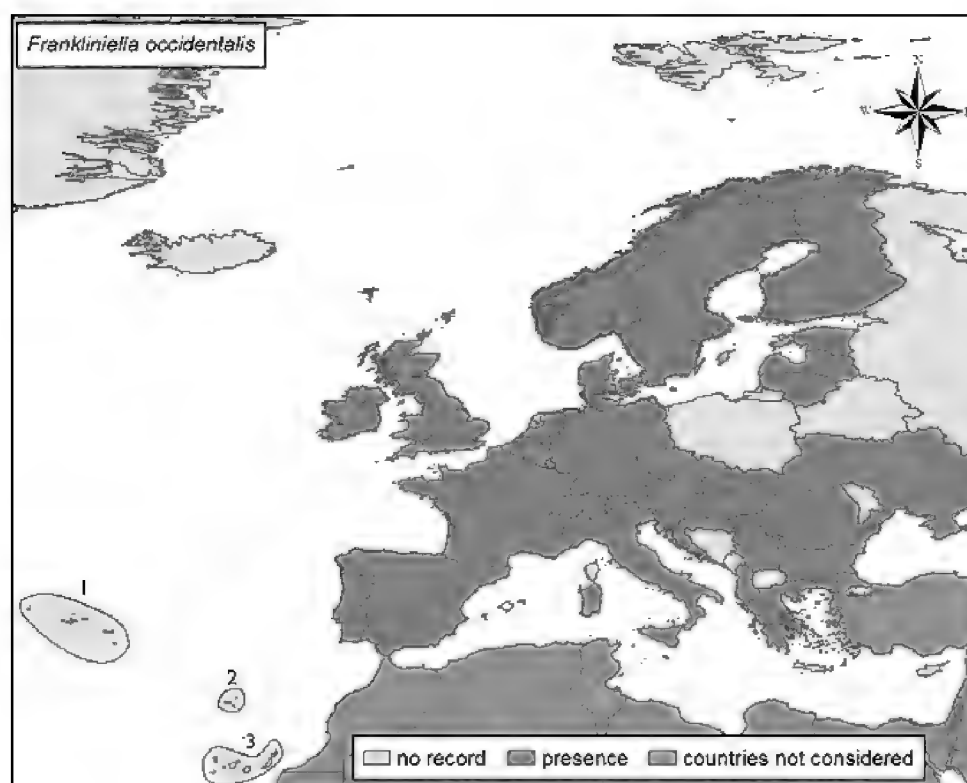 Frankliniella occidentalis
N
W
E
S
1
2
3
no record presence countries not considered